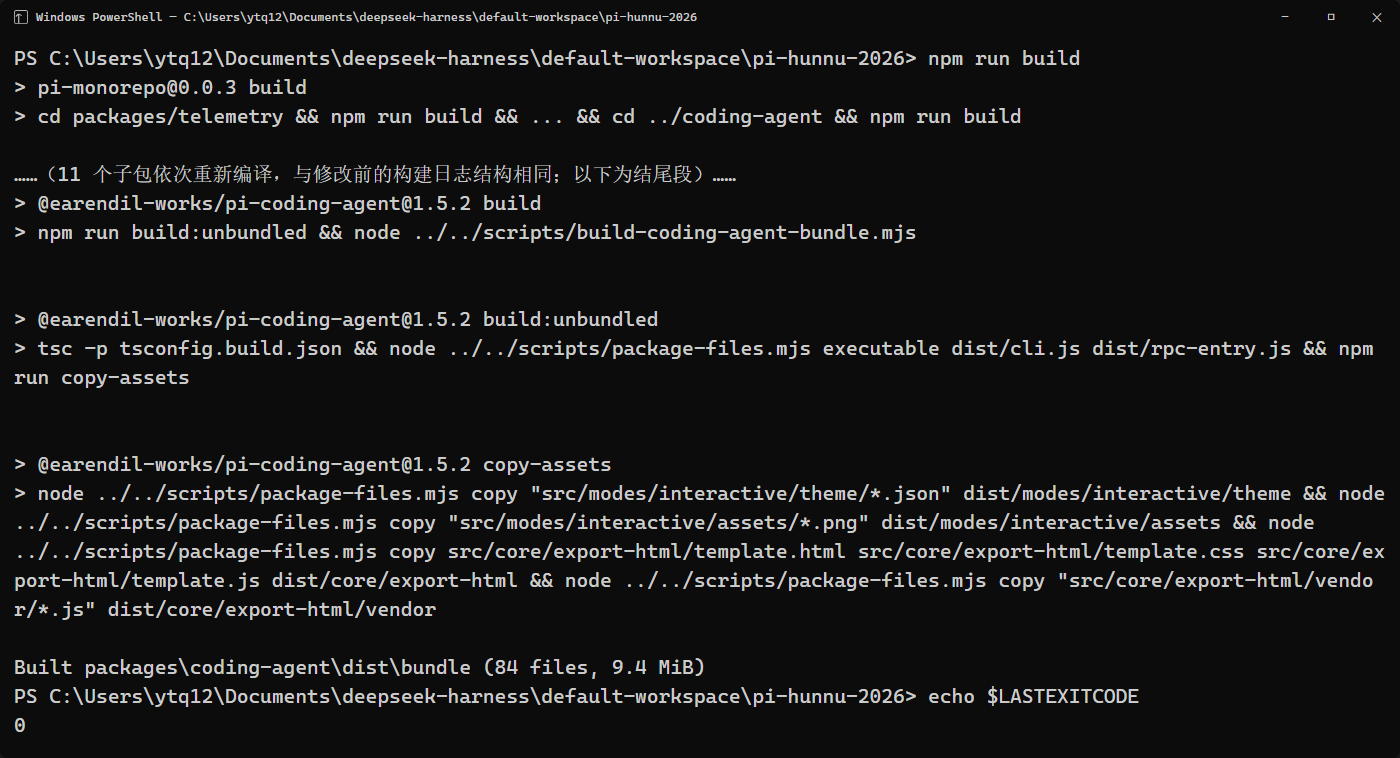 Windows PowerShell — C:\Users\ytq12\Documents\deepseek-harness\default-workspace\pi-hunnu-2026
PS C:\Users\ytq12\Documents\deepseek-harness\default-workspace\pi-hunnu-2026> npm run build
> pi-monorepo@0.0.3 build
> cd packages/telemetry && npm run build && ... && cd ../coding-agent && npm run build
……（11 个子包依次重新编译，与修改前的构建日志结构相同；以下为结尾段）……
> @earendil-works/pi-coding-agent@1.5.2 build
> npm run build:unbundled && node ../../scripts/build-coding-agent-bundle.mjs
> @earendil-works/pi-coding-agent@1.5.2 build:unbundled
> tsc -p tsconfig.build.json && node ../../scripts/package-files.mjs executable dist/cli.js dist/rpc-entry.js && npm
run copy-assets
> @earendil-works/pi-coding-agent@1.5.2 copy-assets
> node ../../scripts/package-files.mjs copy "src/modes/interactive/theme/*.json" dist/modes/interactive/theme && node
../../scripts/package-files.mjs copy "src/modes/interactive/assets/*.png" dist/modes/interactive/assets && node
../../scripts/package-files.mjs copy src/core/export-html/template.html src/core/export-html/template.css src/core/ex
port-html/template.js dist/core/export-html && node ../../scripts/package-files.mjs copy "src/core/export-html/vendo
r/*.js" dist/core/export-html/vendor
Built packages\coding-agent\dist\bundle (84 files, 9.4 MiB)
PS C:\Users\ytq12\Documents\deepseek-harness\default-workspace\pi-hunnu-2026> echo $LASTEXITCODE
0